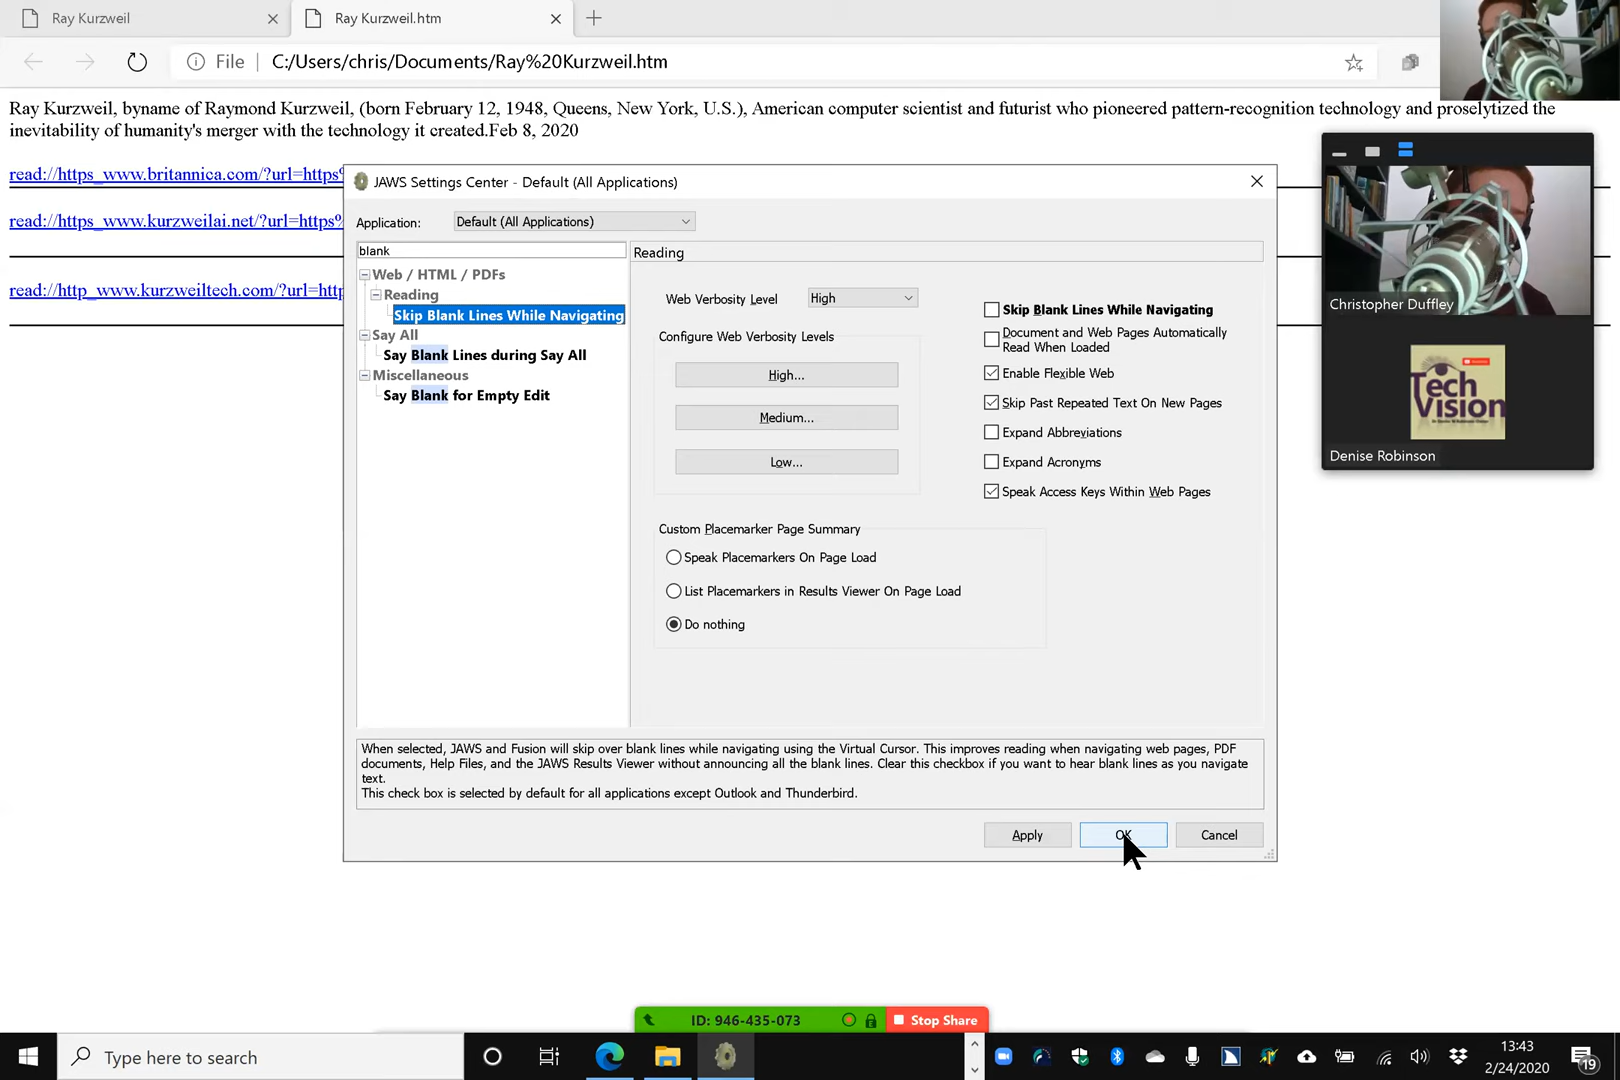 Ray Kurzweil
Ray Kurzweil.htm
File
C:/Users/chris/Documents/Ray%20Kurzweil.htm
Ray Kurzweil, byname of Raymond Kurzweil, (born February 12, 1948, Queens, New York, U.S.), American computer scientist and futurist who pioneered pattern-recognition technology and proselytized the
inevitability of humanity's merger with the technology it created.Feb 8, 2020
read://https_www.britannica.com/?url=https%
read://https_www.kurzweilai.net/?url=https%
read://http_www.kurzweiltech.com/?url=http
JAWS Settings Center - Default (All Applications)
Application:
Default (All Applications)
blank
Web / HTML / PDFs
Reading
Skip Blank Lines While Navigating
Say All
Say Blank Lines during Say All
Miscellaneous
Say Blank for Empty Edit
Reading
Web Verbosity Level
High
Configure Web Verbosity Levels
High...
Medium...
Low...
Skip Blank Lines While Navigating
Document and Web Pages Automatically
Read When Loaded
Enable Flexible Web
Skip Past Repeated Text On New Pages
Expand Abbreviations
Expand Acronyms
Speak Access Keys Within Web Pages
Custom Placemarker Page Summary
Speak Placemarkers On Page Load
List Placemarkers in Results Viewer On Page Load
Do nothing
When selected, JAWS and Fusion will skip over blank lines while navigating using the Virtual Cursor. This improves reading when navigating web pages, PDF
documents, Help Files, and the JAWS Results Viewer without announcing all the blank lines. Clear this checkbox if you want to hear blank lines as you navigate
text.
This check box is selected by default for all applications except Outlook and Thunderbird.
Apply
OK
Cancel
Christopher Duffley
Tech
Vision
Denise Robinson
ID: 946-435-073
Stop Share
Type here to search
13:43
2/24/2020
19